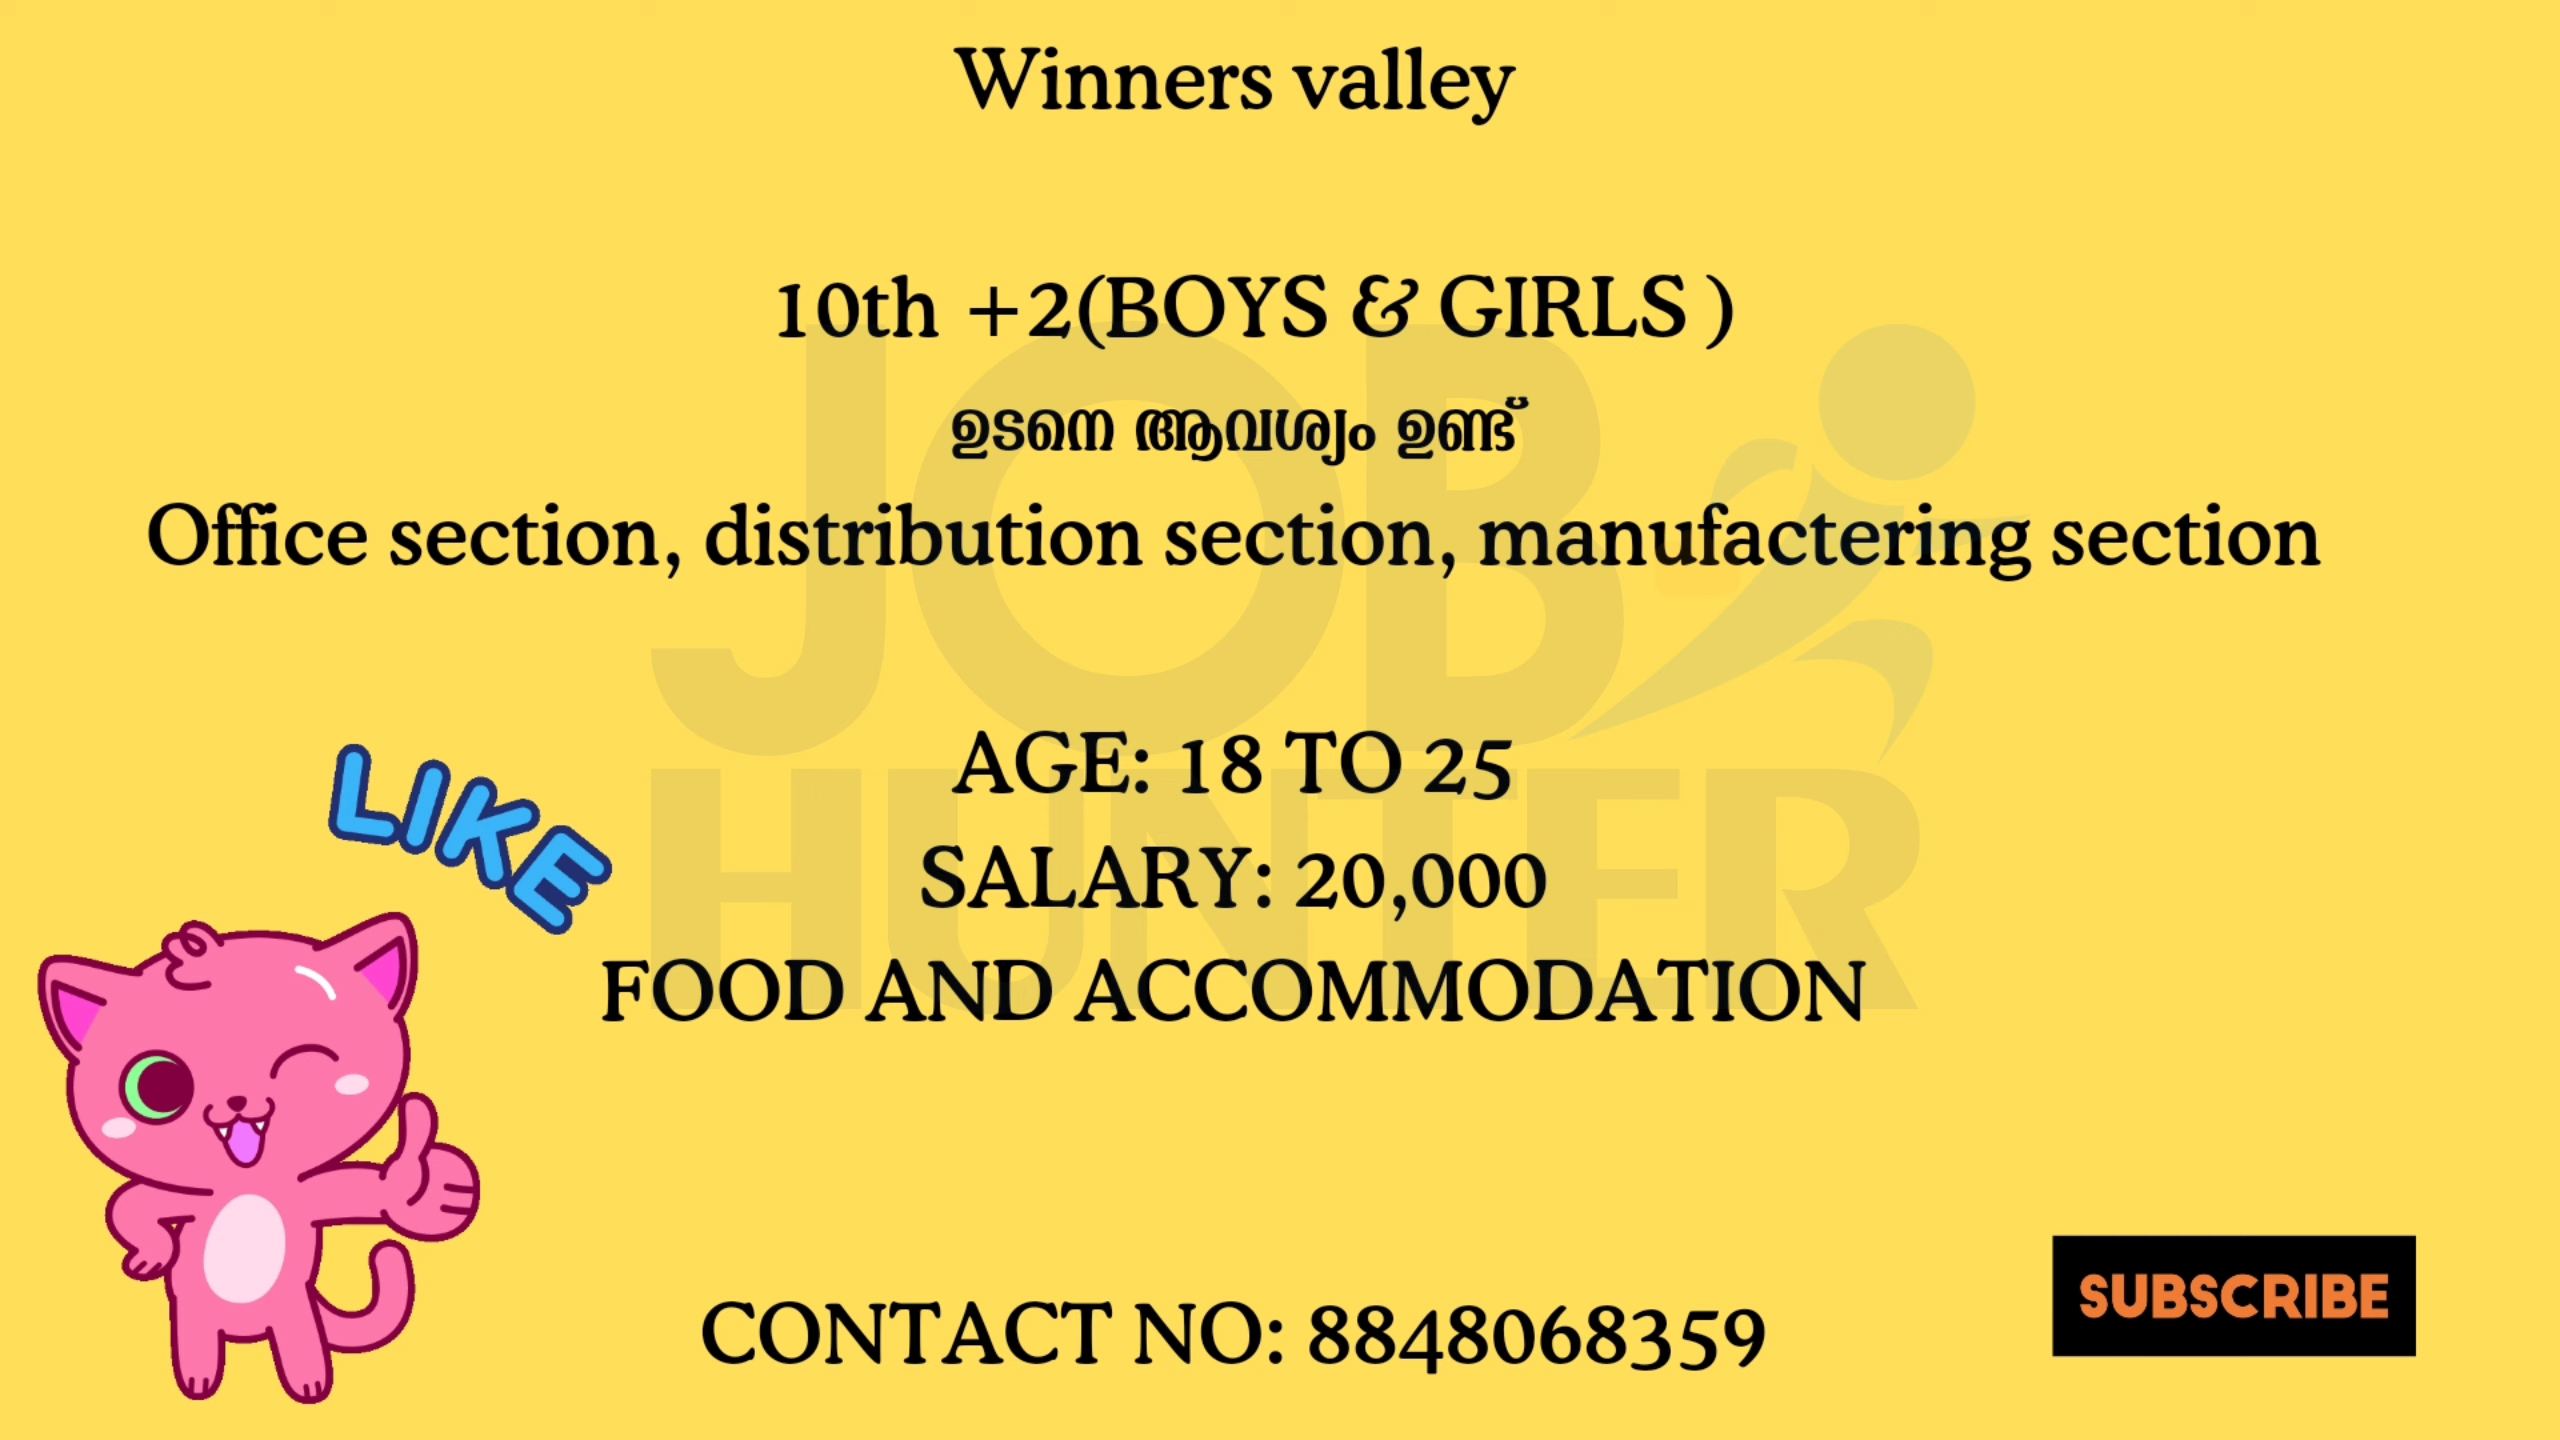 Winners valley
10th +2(BOYS & GIRLS )
ഉടനെ ആവശ്യം ഉണ്ട്
Office section, distribution section, manufactering section
AGE: 18 TO 25
SALARY: 20,000
FOOD AND ACCOMMODATION
CONTACT NO: 8848068359
LIKE
SUBSCRIBE
JOB
HUNTER